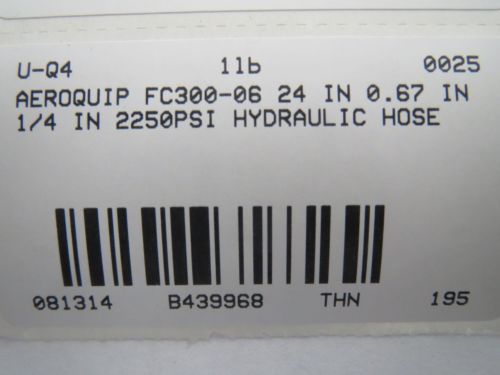 U-Q4 1lb 0025
AEROQUIP FC300-06 24 IN 0.67 IN
1/4 IN 2250PSI HYDRAULIC HOSE
081314 B439968 THN 195